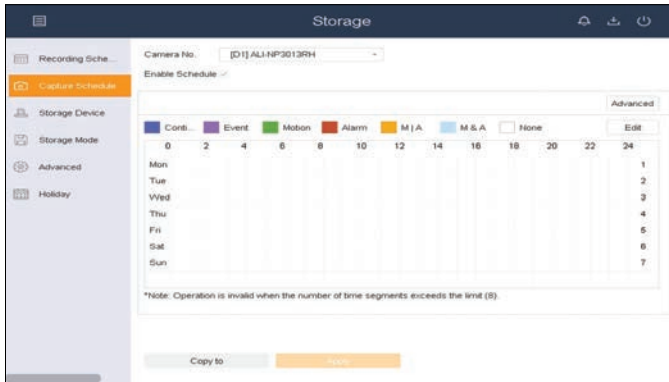 Storage
Camera No. [D1] ALI-NP3013RH
Enable Schedule
Recording Sche...
Capture Schedule
Storage Device
Storage Mode
Advanced
Holiday
Advanced
Conti... Event Motion Alarm M | A M & A None Edit
0 2 4 6 8 10 12 14 16 18 20 22 24
Mon 1
Tue 2
Wed 3
Thu 4
Fri 5
Sat 6
Sun 7
*Note: Operation is invalid when the number of time segments exceeds the limit (8).
Copy to Apply